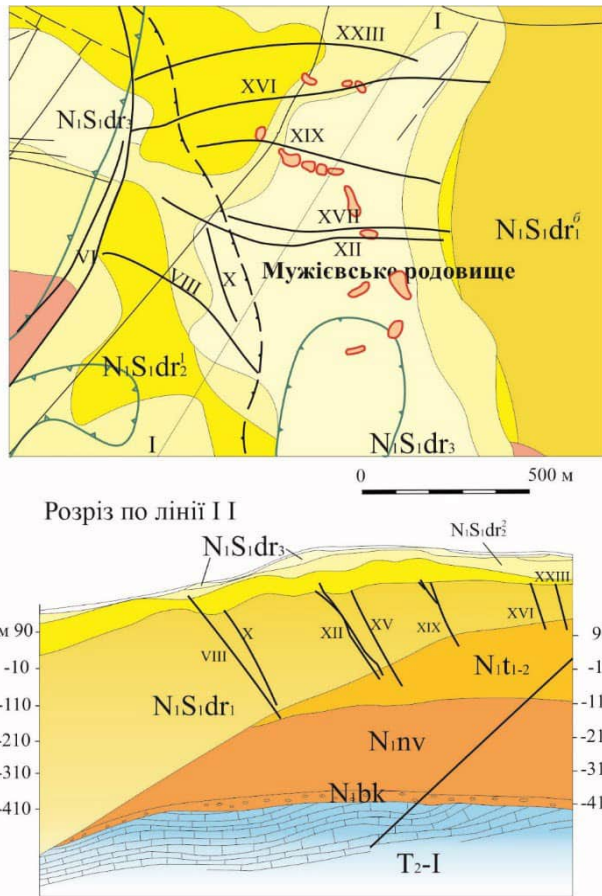 I
XXIII
XVI
N₁S₁dr₃
XIX
XVII
N₁S₁dr₁ᵟ
XII
VI
X
Мужієвсько родовище
VIII
N₁S₁dr₂¹
I
N₁S₁dr₃
0 500 м
Розріз по лінії I I
N₁S₁dr₃
N₁S₁dr₂²
м 90
-10
-110
-210
-310
-410
VIII
X
XII
XV
XIX
XVI
XXIII
9
-1
-11
-21
-31
-41
N₁t₁₋₂
N₁S₁dr₁
N₁nv
N₁bk
T₂-I